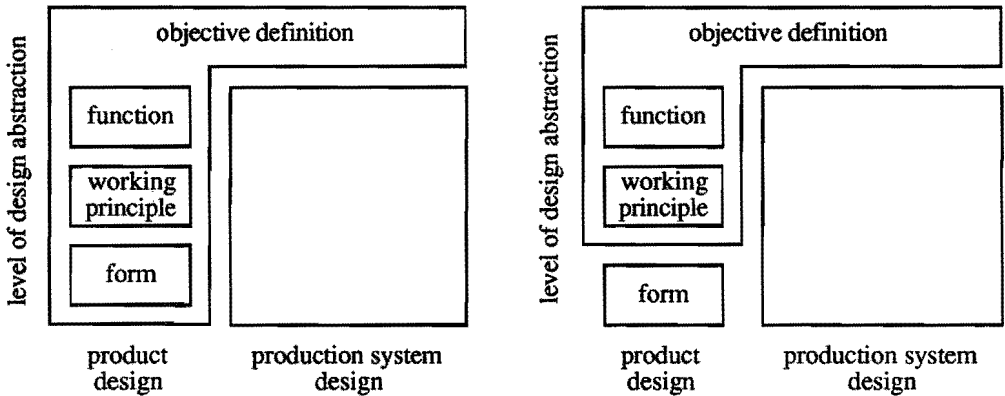 level of design abstraction
objective definition
function
working
principle
form
product
design
production system
design
level of design abstraction
objective definition
function
working
principle
form
product
design
production system
design